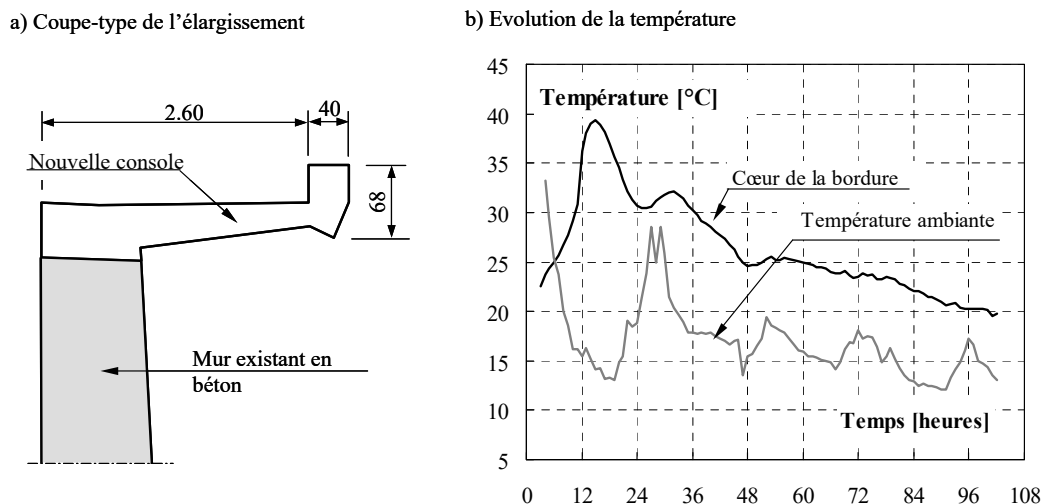 a) Coupe-type de l’élargissement
2.60
40
Nouvelle console
68
Mur existant en
béton
b) Evolution de la température
45
40
35
30
25
20
15
10
5
Température [°C]
Cœur de la bordure
Température ambiante
Temps [heures]
0 12 24 36 48 60 72 84 96 108